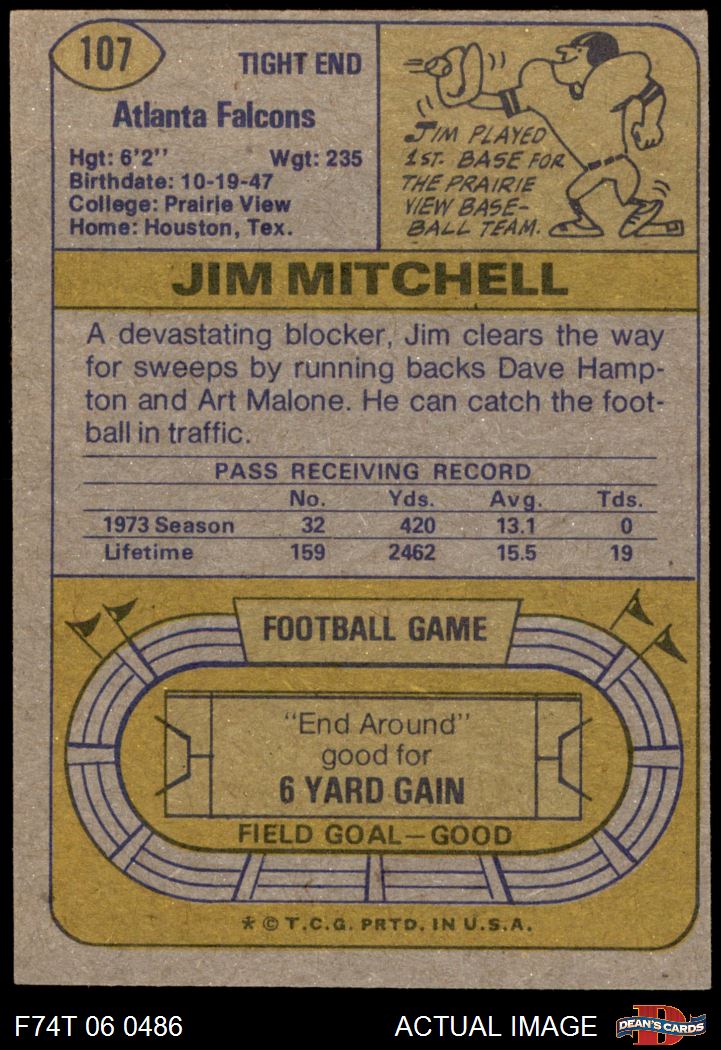 107
TIGHT END
Atlanta Falcons
Hgt: 6'2'' Wgt: 235
Birthdate: 10-19-47
College: Prairie View
Home: Houston, Tex.
JIM PLAYED
1ST. BASE FOR
THE PRAIRIE
VIEW BASE-
BALL TEAM.
JIM MITCHELL
A devastating blocker, Jim clears the way
for sweeps by running backs Dave Hamp-
ton and Art Malone. He can catch the foot-
ball in traffic.
PASS RECEIVING RECORD
No. Yds. Avg. Tds.
1973 Season 32 420 13.1 0
Lifetime 159 2462 15.5 19
FOOTBALL GAME
"End Around"
good for
6 YARD GAIN
FIELD GOAL—GOOD
* © T.C.G. PRTD. IN U.S.A.
F74T 06 0486 ACTUAL IMAGE D DEAN'S CARDS